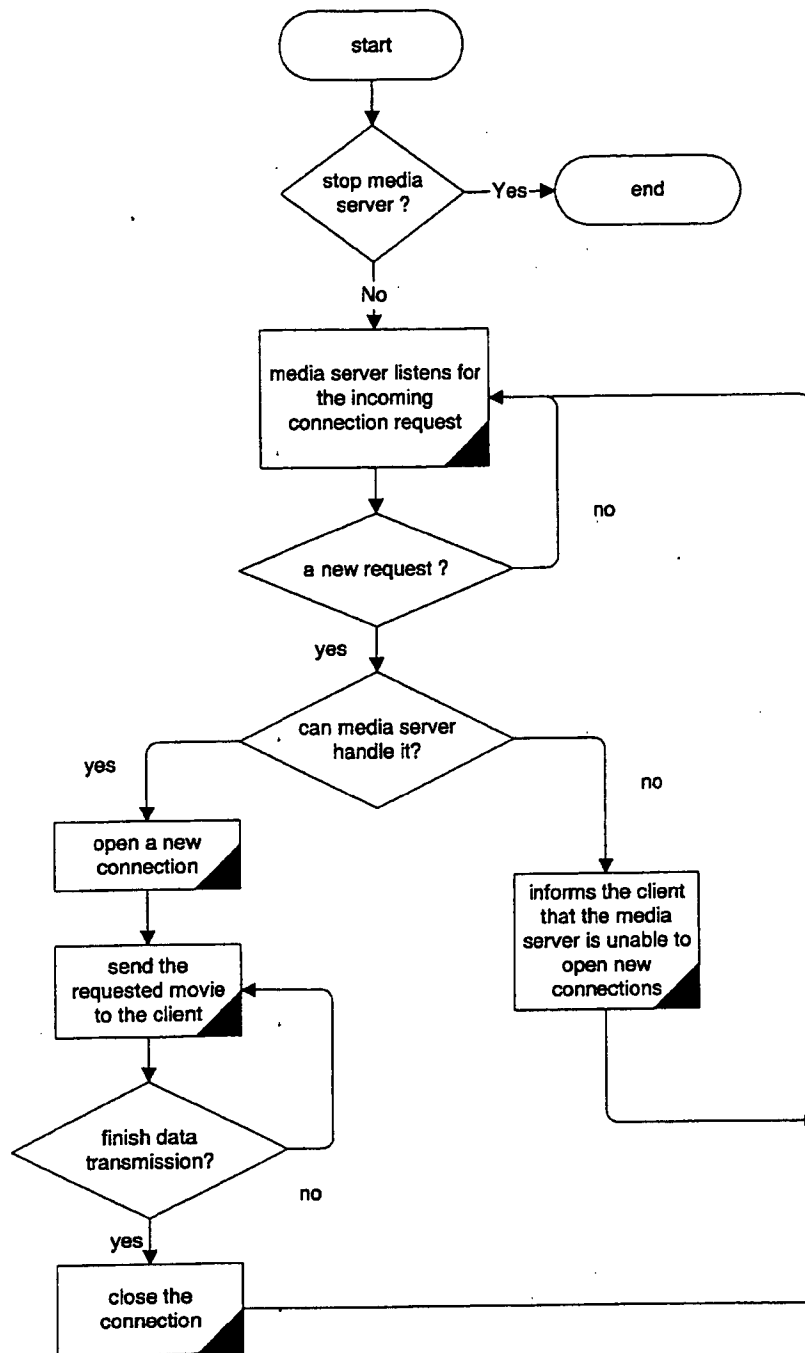 start
stop media
server ?
Yes
end
No
media server listens for
the incoming
connection request
no
a new request ?
yes
can media server
handle it?
yes
no
open a new
connection
informs the client
that the media
server is unable to
open new
connections
send the
requested movie
to the client
finish data
transmission?
no
yes
close the
connection